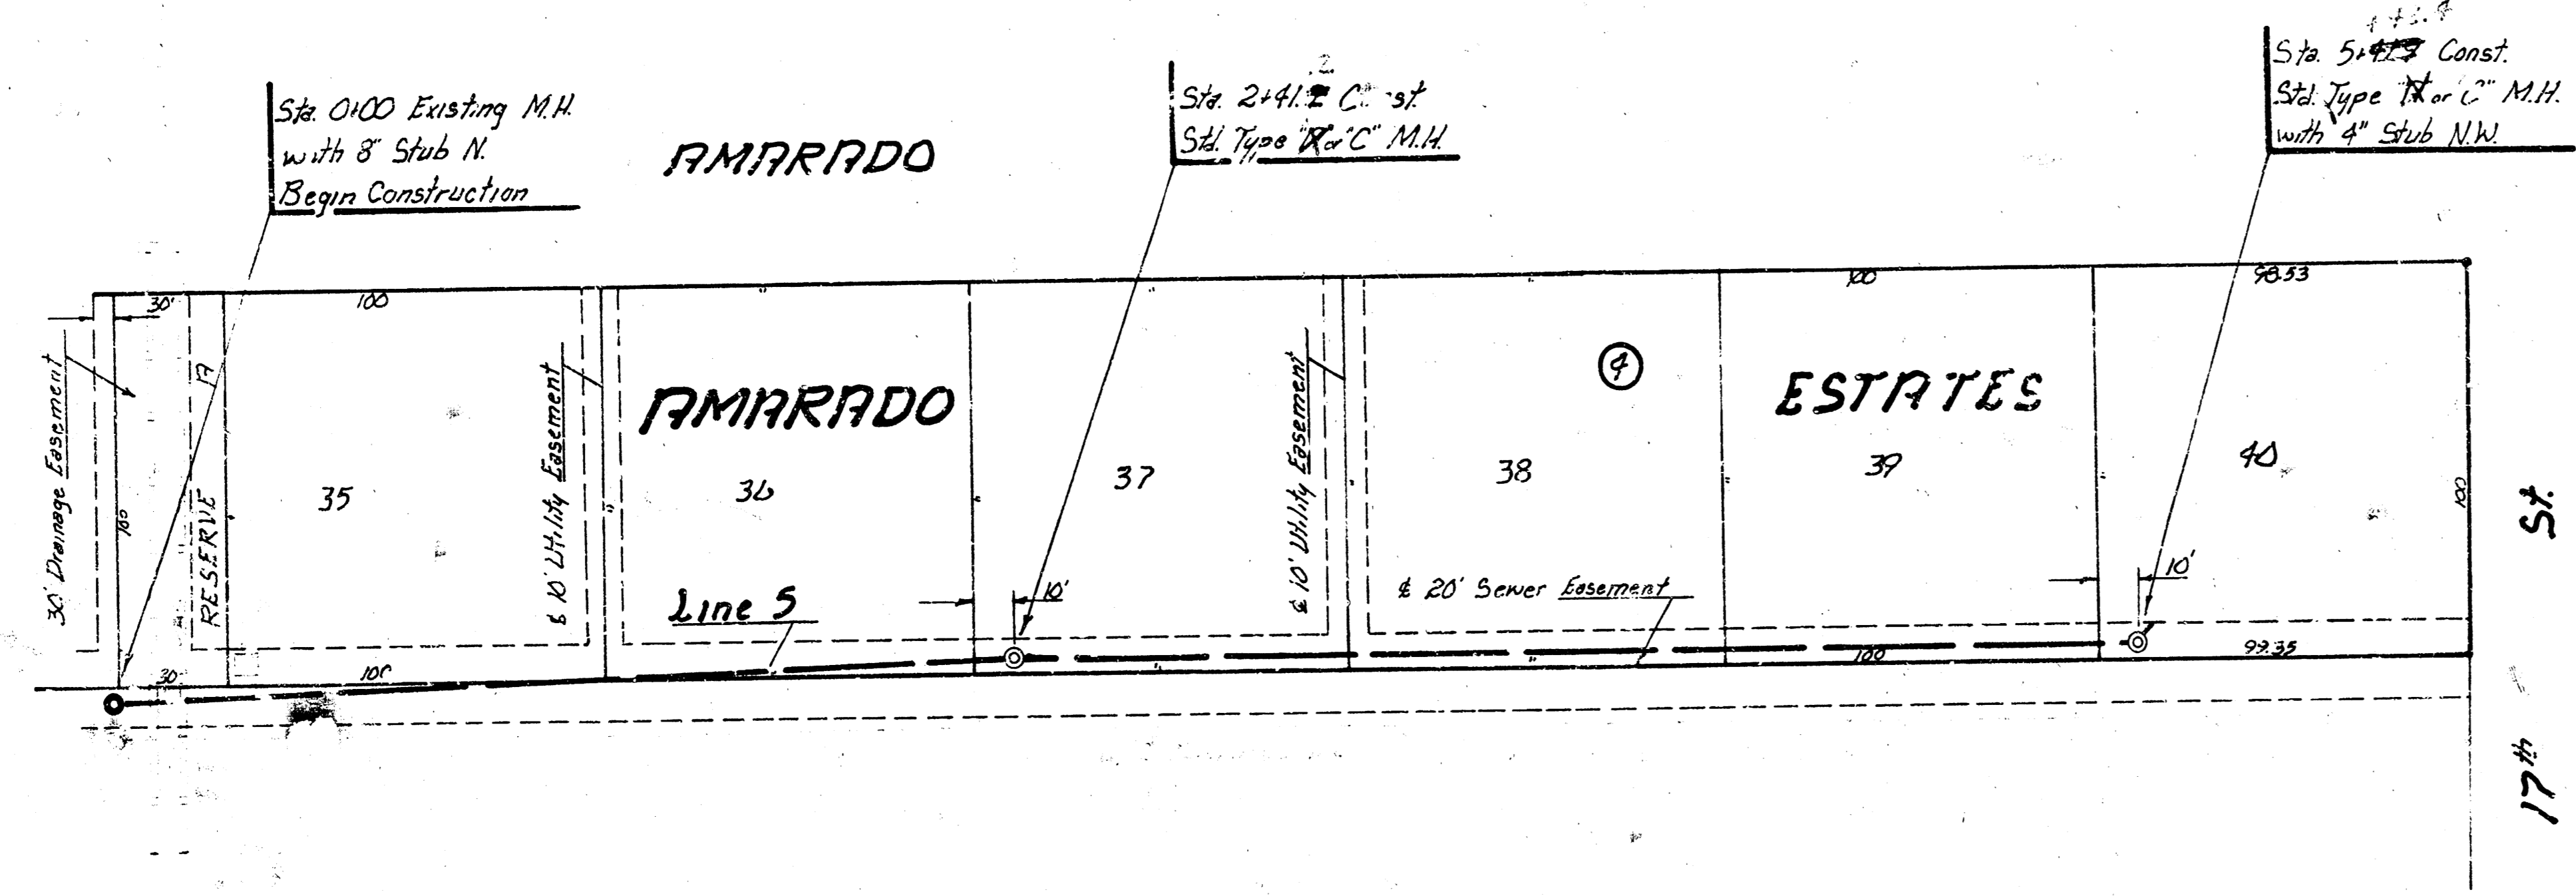 Sta. 0+00 Existing M.H.
with 8" Stub N.
Begin Construction
AMARADO
.2
Sta. 2+41.
Std. Type "C" M.H.
Sta. 5+ Const.
Std. Type or "C" M.H.
with 4" Stub N.W.
30'
100
"
"
"
100
98.53
30' Drainage Easement
100
RESERVE A
35
"
℄ 10' Utility Easement
"
AMARADO
36
"
37
℄ 10' Utility Easement
"
4
38
"
ESTATES
39
"
40
100
St.
17th
Line 5
10'
℄ 20' Sewer Easement
10'
30
100
"
"
100
99.35